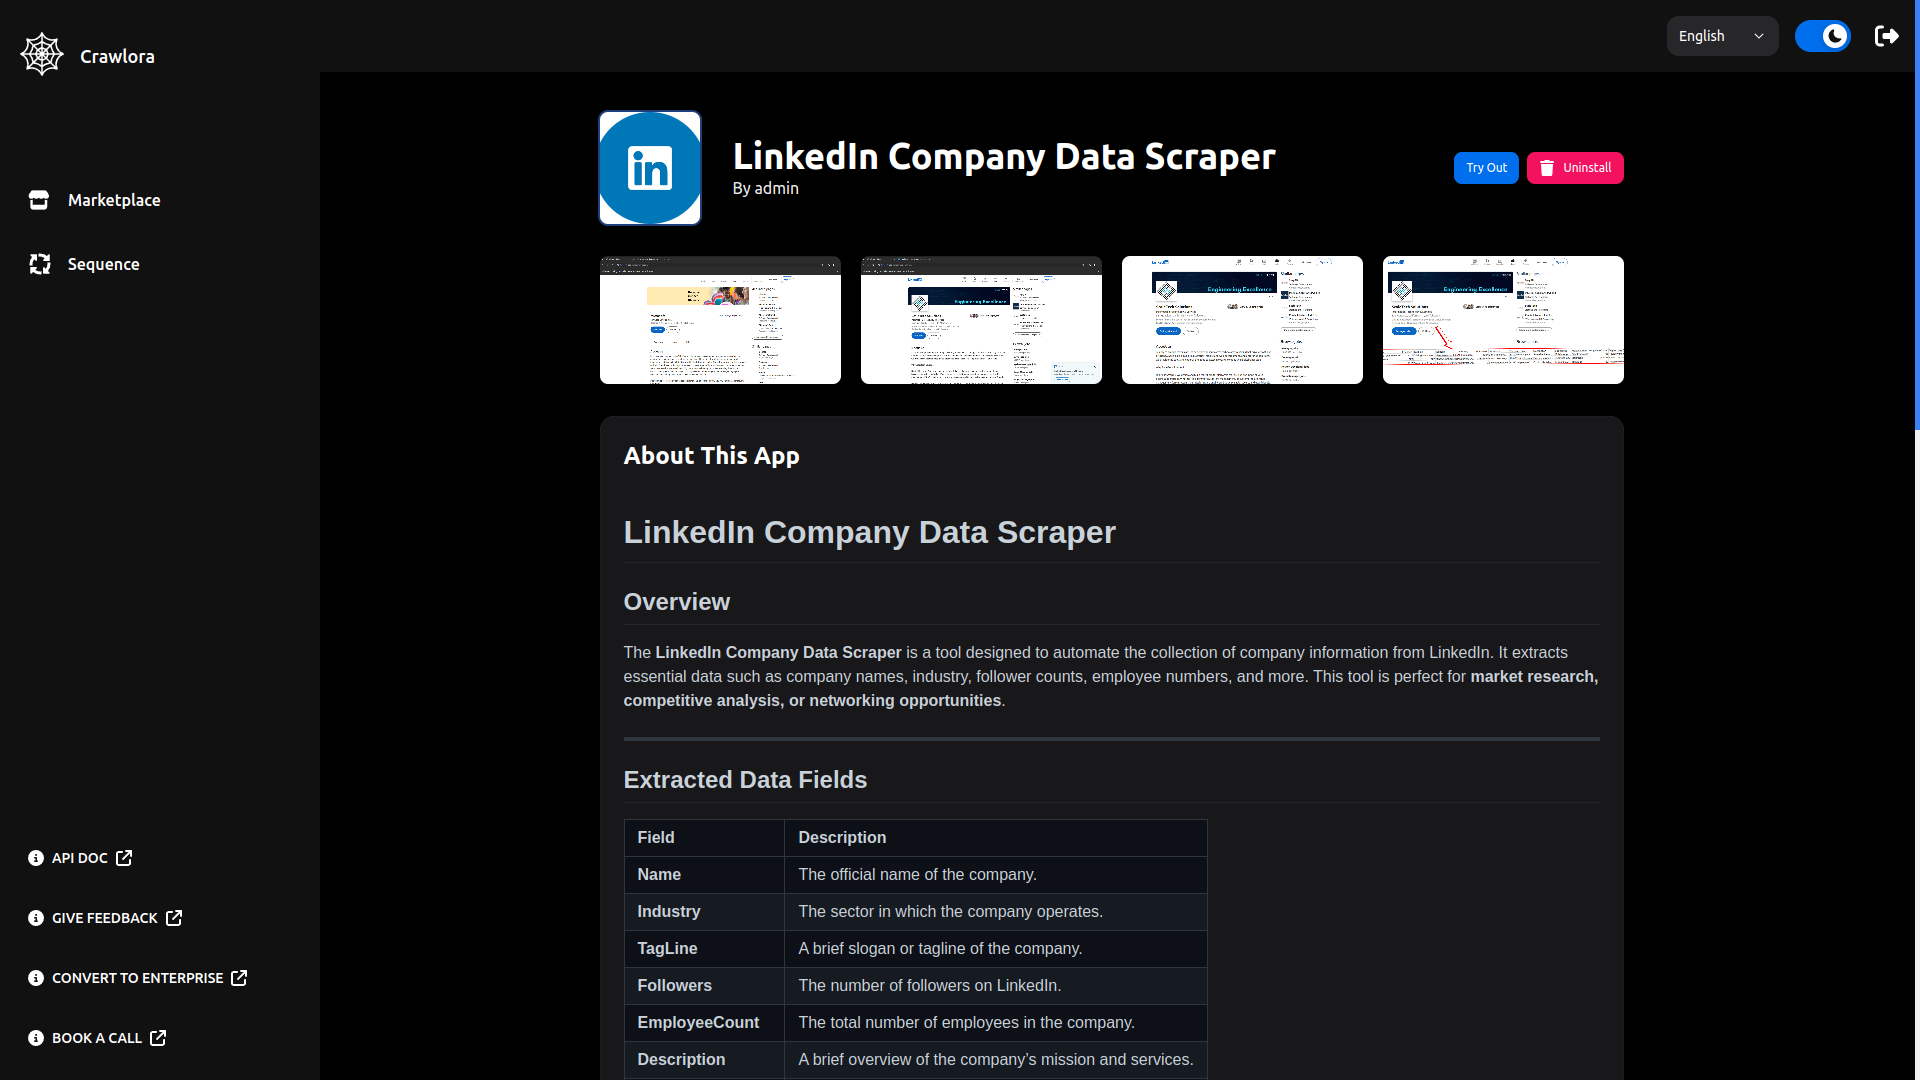 Crawlora
English
Marketplace
Sequence
LinkedIn Company Data Scraper
By admin
Try Out
Uninstall
Engineering Excellence
Engineering Excellence
Engineering Excellence
About This App
LinkedIn Company Data Scraper
Overview
The LinkedIn Company Data Scraper is a tool designed to automate the collection of company information from LinkedIn. It extracts
essential data such as company names, industry, follower counts, employee numbers, and more. This tool is perfect for market research,
competitive analysis, or networking opportunities.
Extracted Data Fields
Field Description
Name The official name of the company.
Industry The sector in which the company operates.
TagLine A brief slogan or tagline of the company.
Followers The number of followers on LinkedIn.
EmployeeCount The total number of employees in the company.
Description A brief overview of the company’s mission and services.
API DOC
GIVE FEEDBACK
CONVERT TO ENTERPRISE
BOOK A CALL